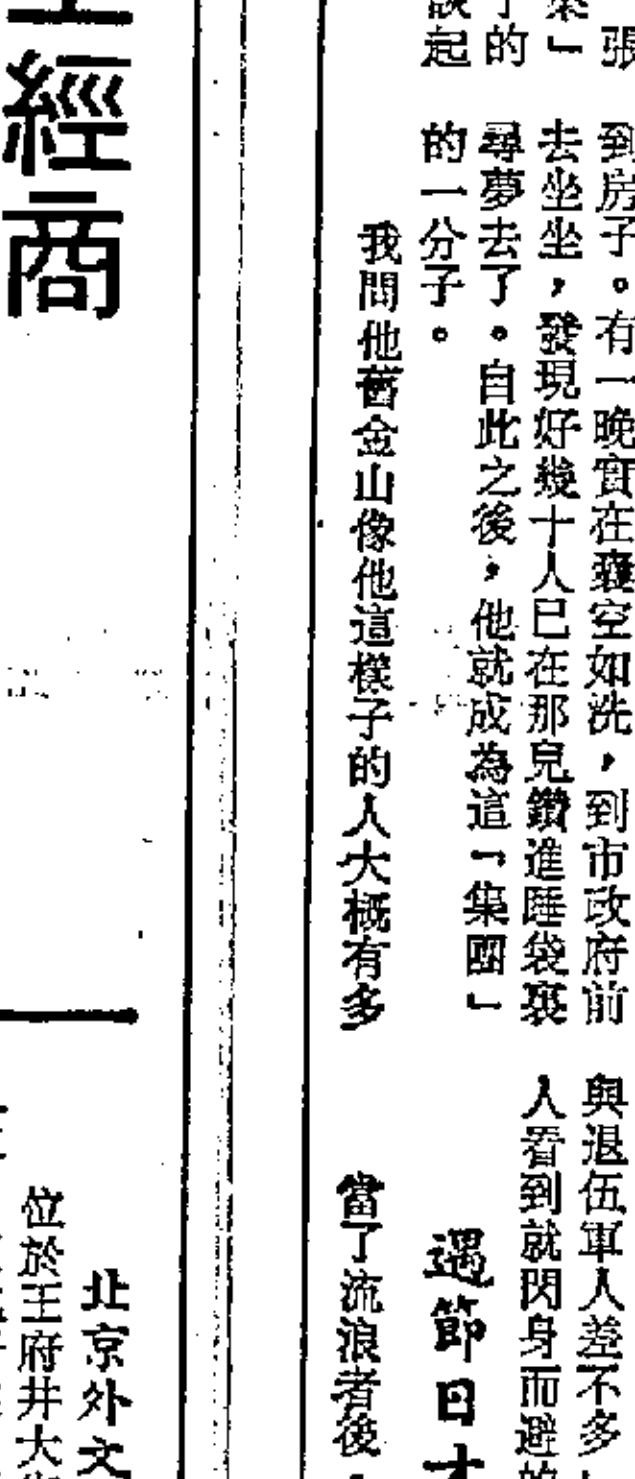 張
」
了的
起
到房子。有一晚實在囊空如洗，到市政府前
去坐坐，發現好幾十人已在那兒鑽進睡袋裏
尋夢去了。自此之後，他就成為這「集團」
的一分子。
我問他舊金山像他這樣子的人大概有多
與退伍軍人差不多
人看到就閃身而避的
遇節日
當了流浪者後
經商
北京外文
位於王府井大